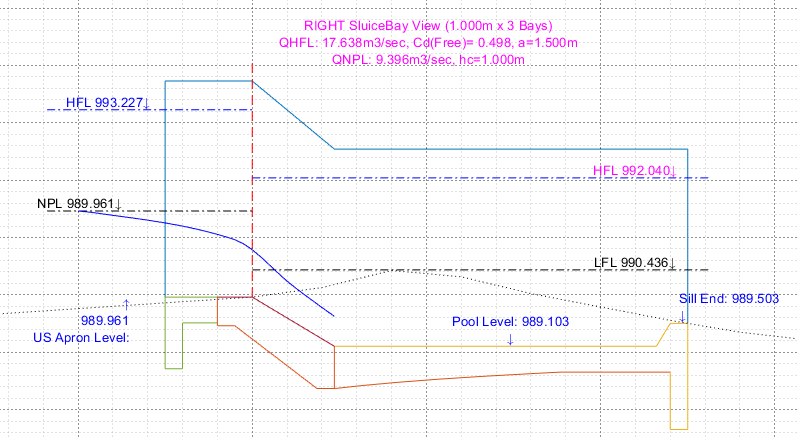 RIGHT SluiceBay View (1.000m x 3 Bays)
QHFL: 17.638m3/sec, Cd(Free)= 0.498, a=1.500m
QNPL: 9.396m3/sec, hc=1.000m
HFL 993.227↓
HFL 992.040↓
NPL 989.961↓
LFL 990.436↓
Sill End: 989.503
↓
↑
989.961
US Apron Level:
Pool Level: 989.103
↓